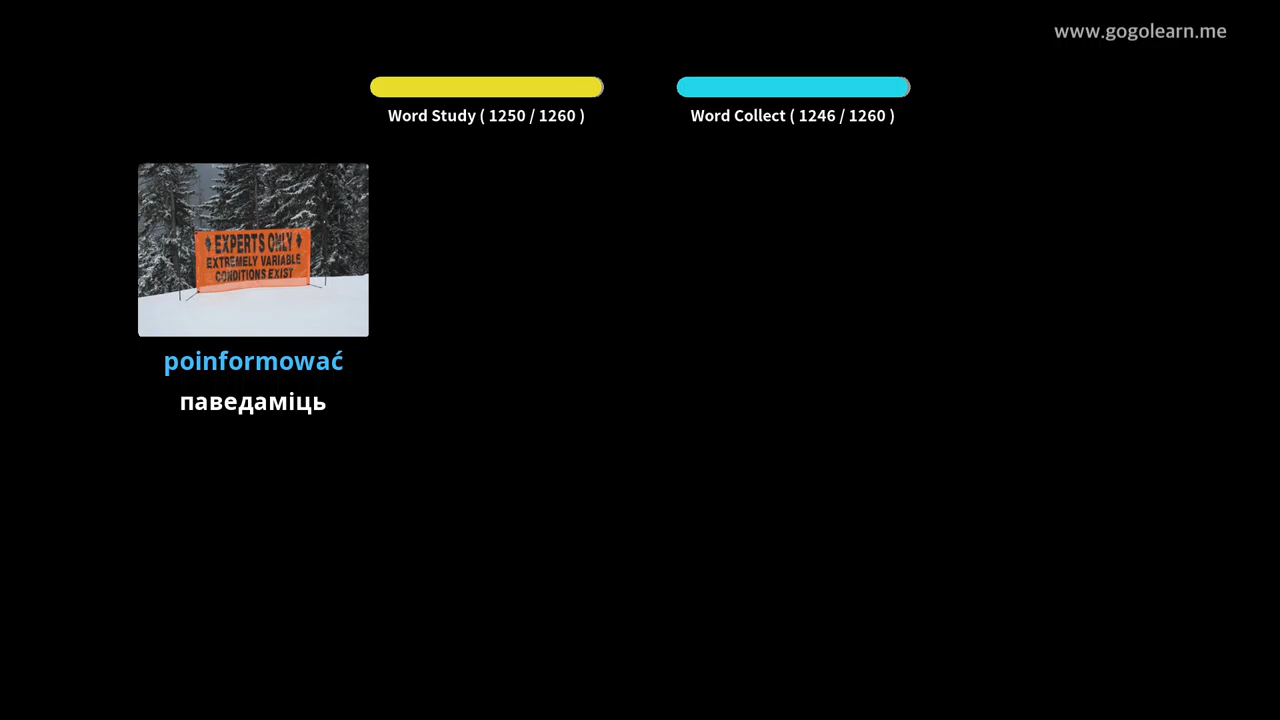 www.gogolearn.me
Word Study ( 1250 / 1260 )
Word Collect ( 1246 / 1260 )
EXPERTS ONLY
EXTREMELY VARIABLE
CONDITIONS EXIST
poinformować
паведаміць